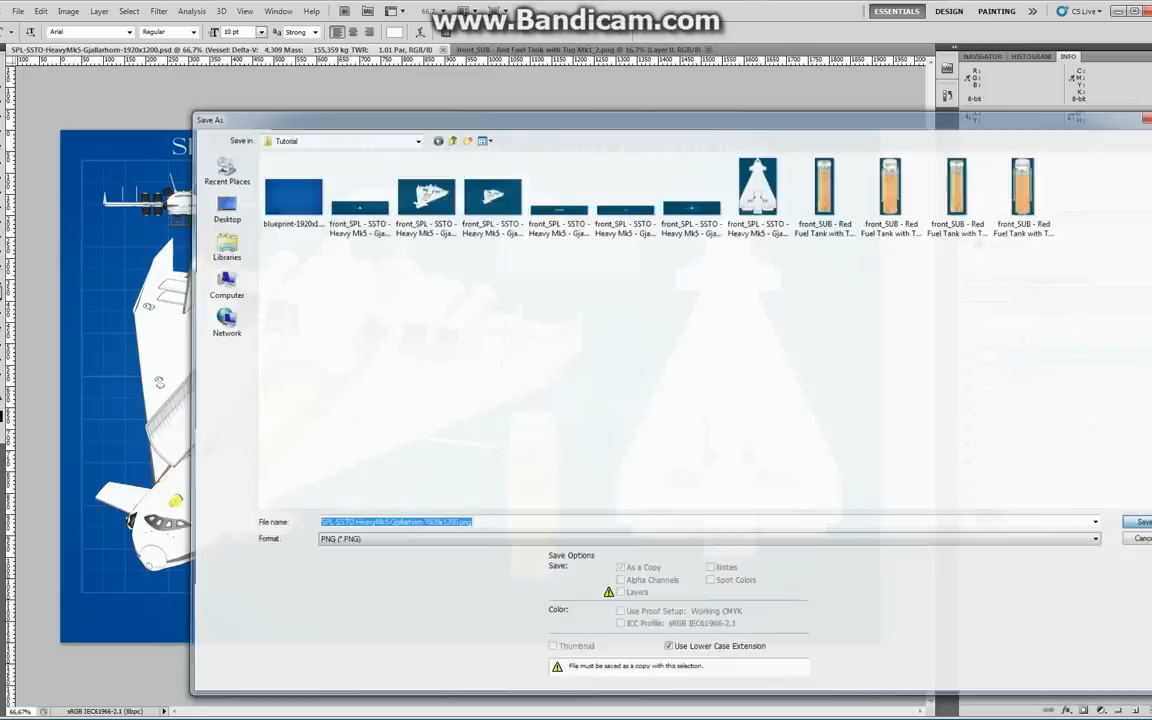 www.Bandicam.com
File Edit Image Layer Select Filter Analysis 3D View Window Help
ESSENTIALS DESIGN PAINTING CS Live
Arial Regular 10 pt Strong
SPL-SSTO-HeavyMk5-Gjallarhorn-1920x1200.psd @ 66,7% (Vessel: Delta-V: 4,309 Mass: 155,359 kg TWR: 1.01 Par, RGB/8)
front_SUB - Red Fuel Tank with Tug Mk1_2.png @ 16,7% (Layer 0, RGB/8)
NAVIGATOR HISTOGRAM INFO
R: C:
G: M:
B: Y:
K:
8-bit 8-bit
Save As
Save in: Tutorial
Recent Places
Desktop
Libraries
Computer
Network
blueprint-1920x1...
front_SPL - SSTO Heavy Mk5 - Gja...
front_SPL - SSTO Heavy Mk5 - Gja...
front_SPL - SSTO Heavy Mk5 - Gja...
front_SPL - SSTO Heavy Mk5 - Gja...
front_SPL - SSTO Heavy Mk5 - Gja...
front_SPL - SSTO Heavy Mk5 - Gja...
front_SPL - SSTO Heavy Mk5 - Gja...
front_SUB - Red Fuel Tank with T...
front_SUB - Red Fuel Tank with T...
front_SUB - Red Fuel Tank with T...
front_SUB - Red Fuel Tank with T...
File name: SPL-SSTO-HeavyMk5-Gjallarhorn-1920x1200.png
Save
Format: PNG (*.PNG)
Save Options
Save: As a Copy Notes
Alpha Channels Spot Colors
Layers
Color: Use Proof Setup: Working CMYK
ICC Profile: sRGB IEC61966-2.1
Thumbnail Use Lower Case Extension
File must be saved as a copy with this selection.
66,67% sRGB IEC61966-2.1 (8bpc)